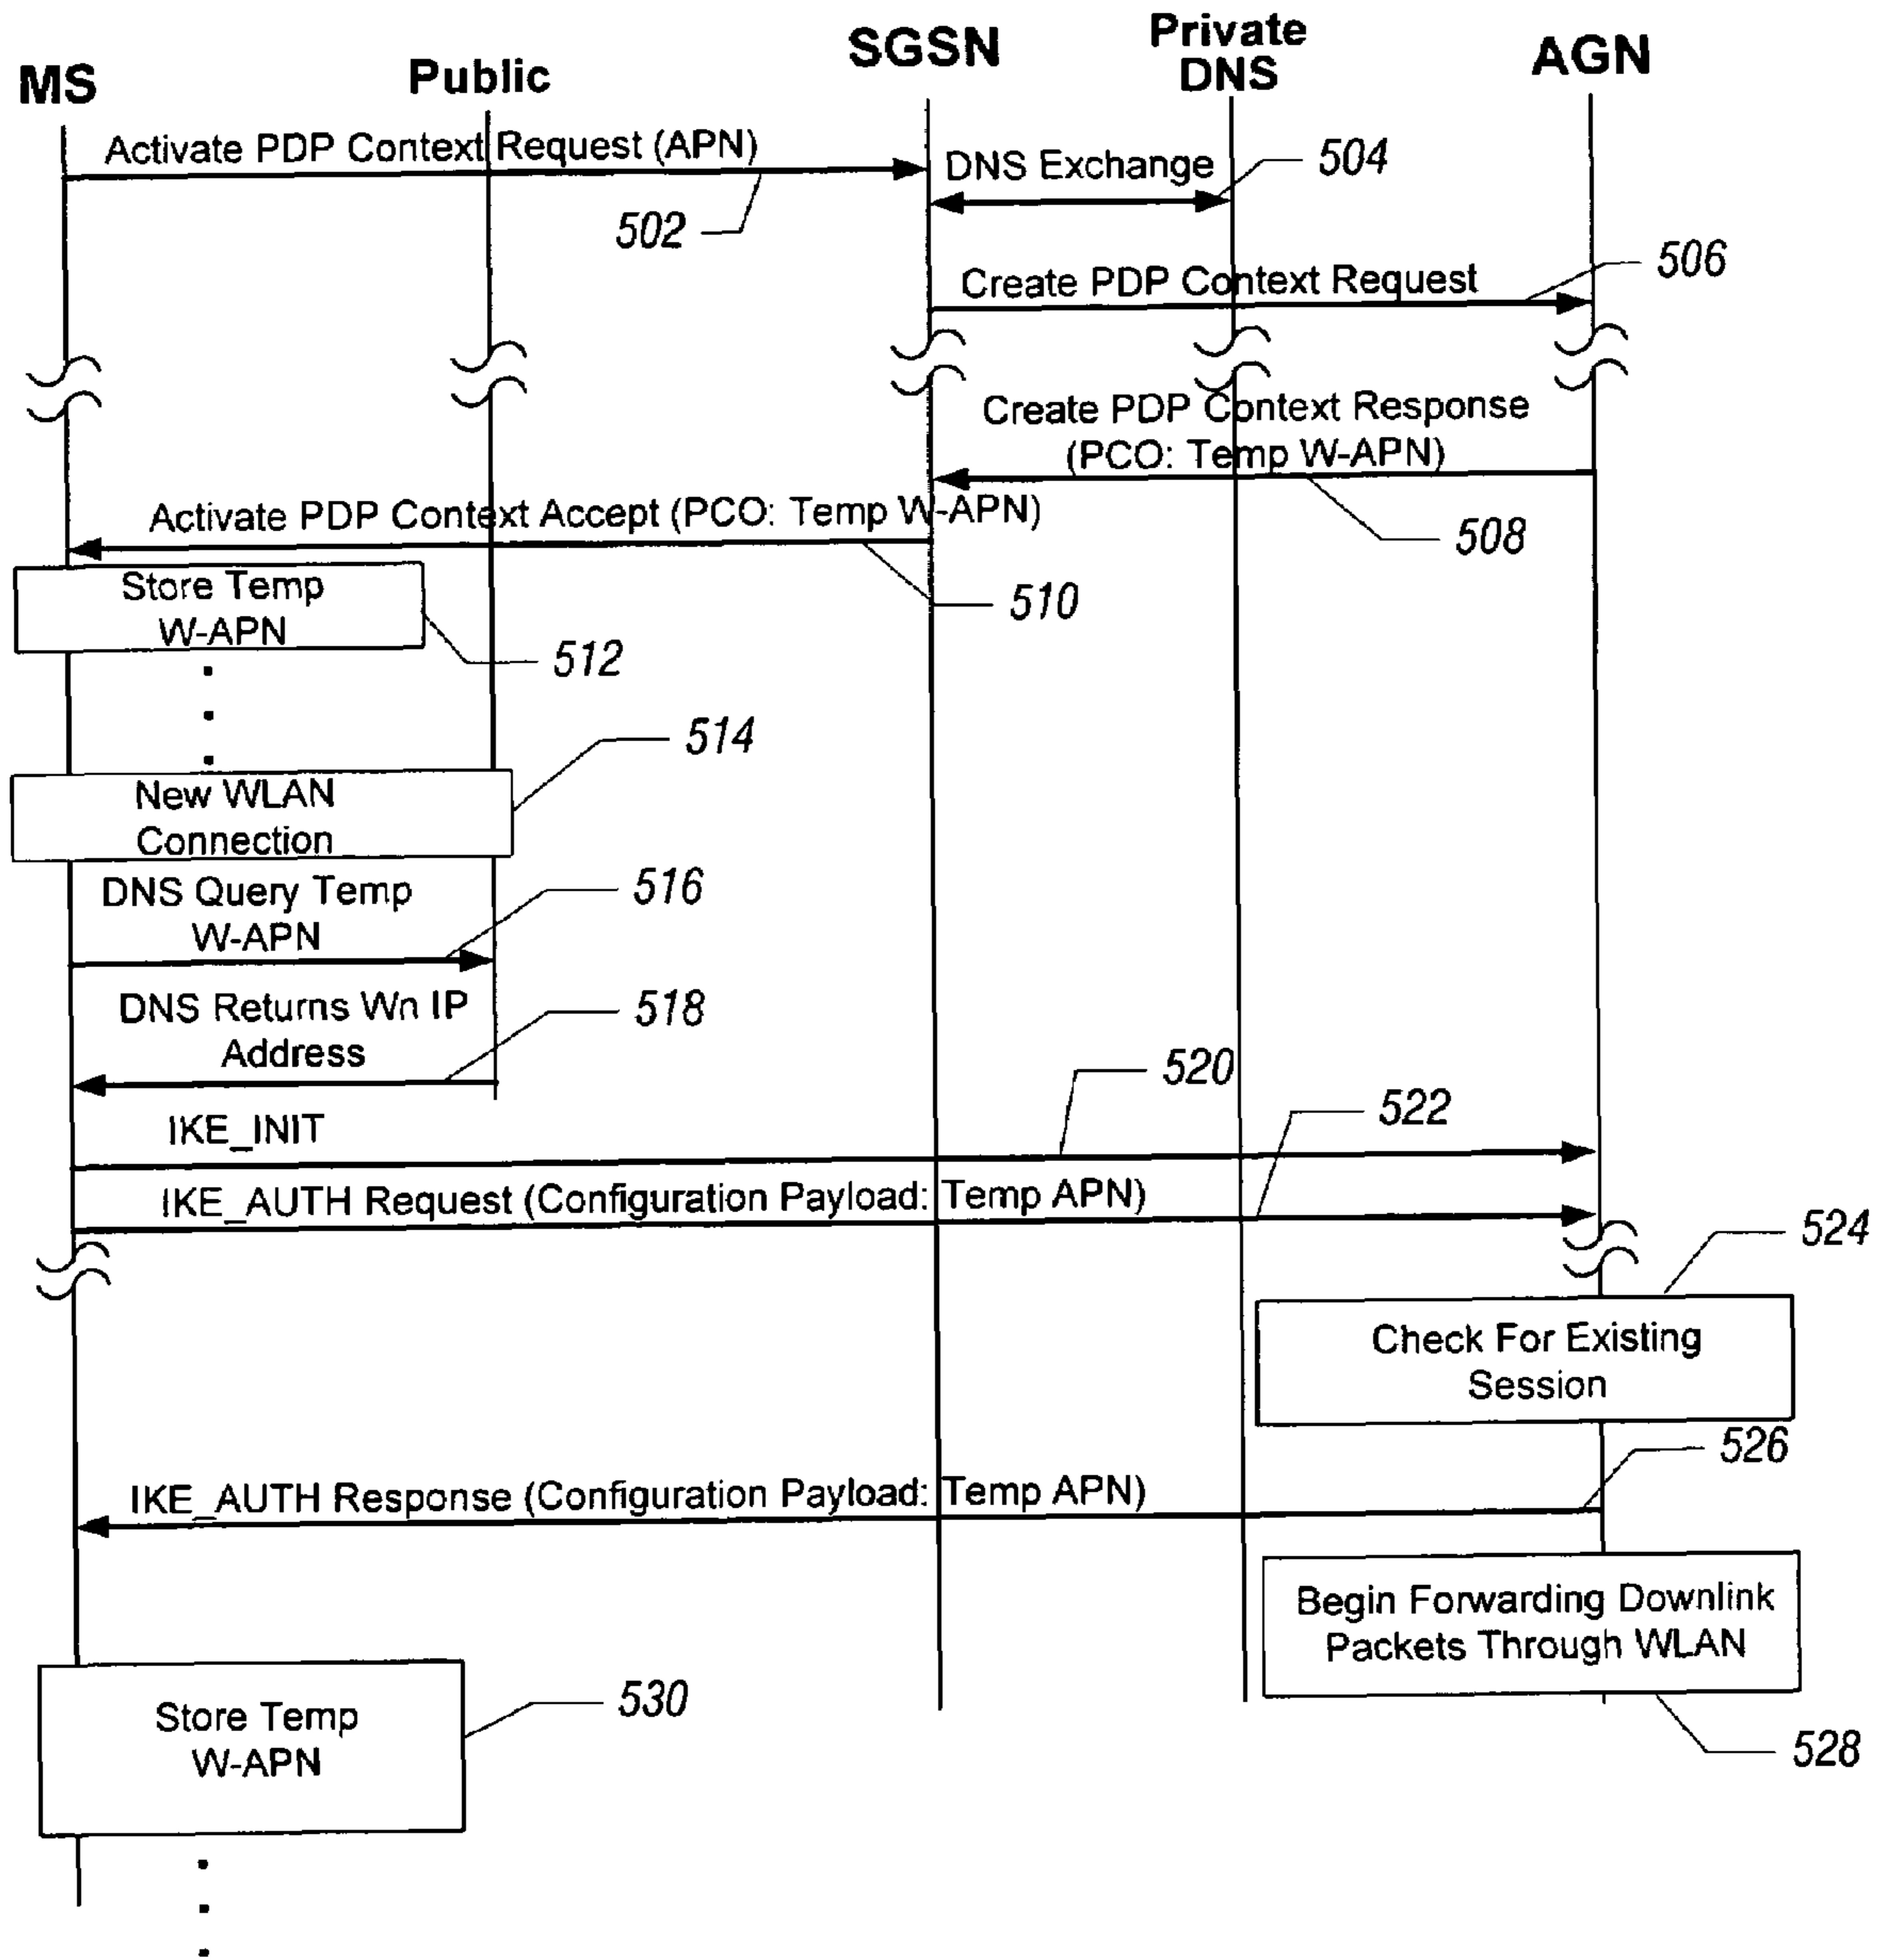 MS
Public
SGSN
Private
DNS
AGN
Activate PDP Context Request (APN)
502
DNS Exchange
504
Create PDP Context Request
506
Create PDP Context Response
(PCO: Temp W-APN)
508
Activate PDP Context Accept (PCO: Temp W-APN)
510
Store Temp
W-APN
512
New WLAN
Connection
514
DNS Query Temp
W-APN
516
DNS Returns Wn IP
Address
518
IKE_INIT
520
IKE_AUTH Request (Configuration Payload: Temp APN)
522
Check For Existing
Session
524
IKE_AUTH Response (Configuration Payload: Temp APN)
526
Begin Forwarding Downlink
Packets Through WLAN
528
Store Temp
W-APN
530